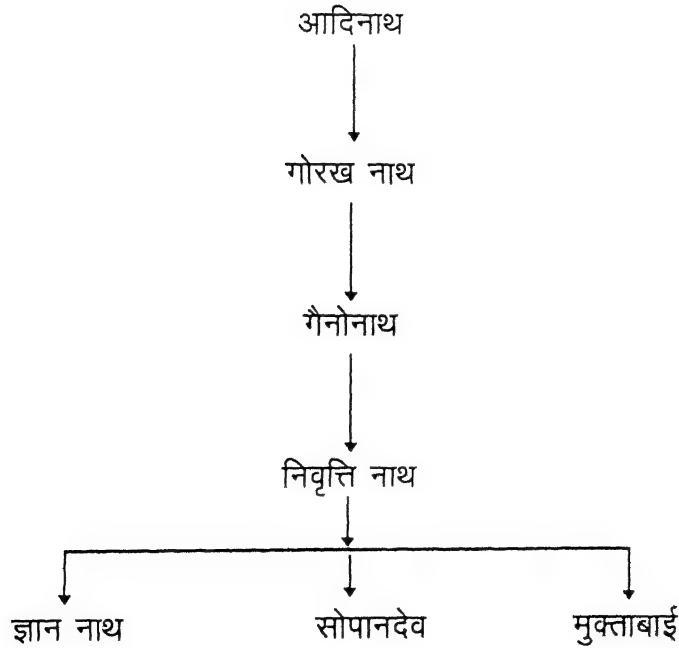 आदिनाथ
गोरख नाथ
गैनोनाथ
निवृत्ति नाथ
ज्ञान नाथ सोपानदेव मुक्ताबाई